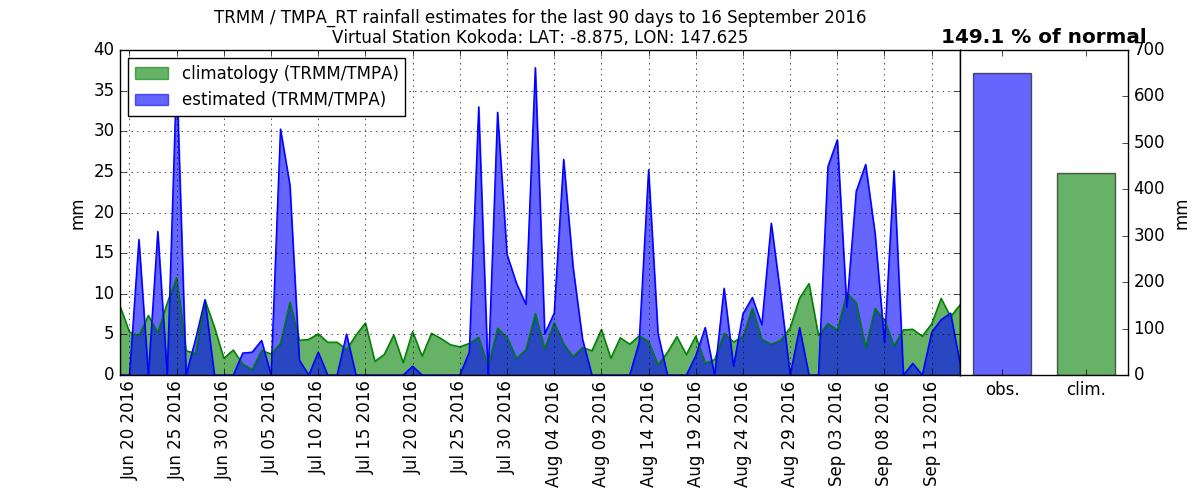 TRMM / TMPA_RT rainfall estimates for the last 90 days to 16 September 2016
Virtual Station Kokoda: LAT: -8.875, LON: 147.625
149.1 % of normal
climatology (TRMM/TMPA)
estimated (TRMM/TMPA)
mm
40
35
30
25
20
15
10
5
0
Jun 20 2016
Jun 25 2016
Jun 30 2016
Jul 05 2016
Jul 10 2016
Jul 15 2016
Jul 20 2016
Jul 25 2016
Jul 30 2016
Aug 04 2016
Aug 09 2016
Aug 14 2016
Aug 19 2016
Aug 24 2016
Aug 29 2016
Sep 03 2016
Sep 08 2016
Sep 13 2016
obs.
clim.
700
600
500
400
300
200
100
0
mm